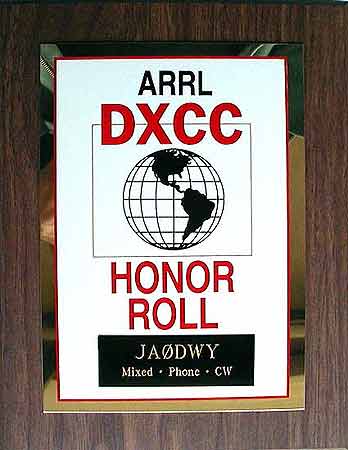 ARRL
DXCC
HONOR
ROLL
JAØDWY
Mixed · Phone · CW